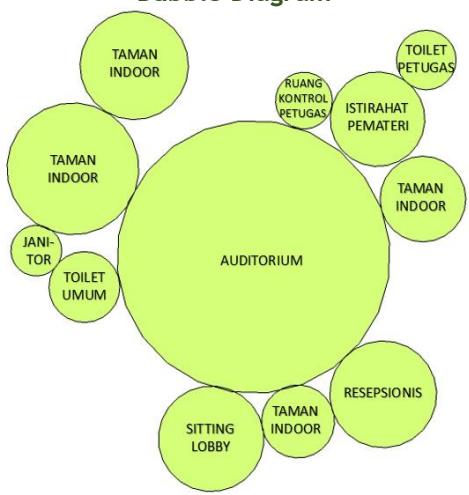 Bubble Diagram
TAMAN
INDOOR
TOILET
PETUGAS
RUANG
KONTROL
PETUGAS
ISTIRAHAT
PEMATERI
TAMAN
INDOOR
TAMAN
INDOOR
JANI-
TOR
TOILET
UMUM
AUDITORIUM
RESEPSIONIS
SITTING
LOBBY
TAMAN
INDOOR